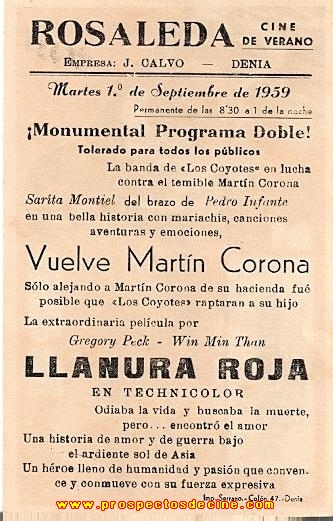 ROSALEDA CINE DE VERANO
EMPRESA: J. CALVO — DENIA
Martes 1.º de Septiembre de 1959
Permanente de las 8'30 a 1 de la noche
¡Monumental Programa Doble!
Tolerado para todos los públicos
La banda de «Los Coyotes« en lucha
contra el temible Martín Corona
Sarita Montiel del brazo de Pedro Infante
en una bella historia con mariachis, canciones
aventuras y emociones,
Vuelve Martín Corona
Sólo alejando a Martín Corona de su hacienda fué
posible que «Los Coyotes» raptaran a su hijo
La extraordinaria película por
Gregory Peck - Win Min Than
LLANURA ROJA
EN TECHNICOLOR
Odiaba la vida y buscaba la muerte,
pero... encontró el amor
Una historia de amor y de guerra bajo
el ardiente sol de Asia
Un héroe lleno de humanidad y pasión que conven-
ce y conmueve con su fuerza expresiva
Imp. Serrano.- Colón 47.-Denia
www.prospectosdecine.com